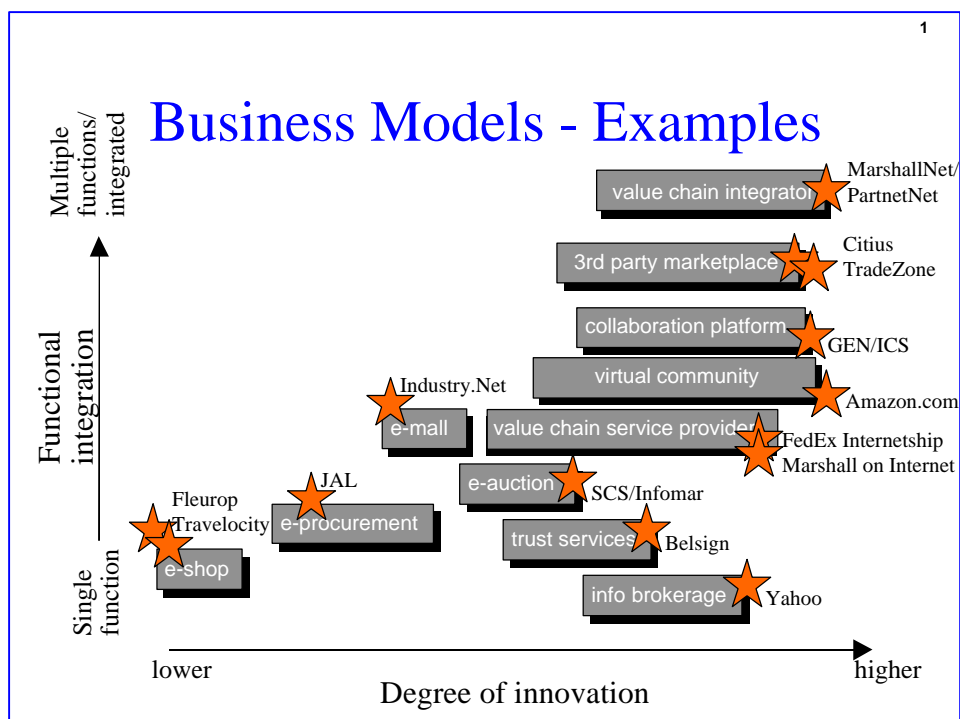 1
Business Models - Examples
Multiple
functions/
integrated
MarshallNet/
PartnetNet
value chain integrator
Citius
TradeZone
3rd party marketplace
collaboration platform
GEN/ICS
virtual community
Industry.Net
Amazon.com
e-mall
value chain service provider
FedEx Internetship
Marshall on Internet
Functional
integration
e-auction
SCS/Infomar
JAL
e-procurement
Fleurop
Travelocity
trust services
Belsign
e-shop
info brokerage
Yahoo
Single
function
lower
higher
Degree of innovation